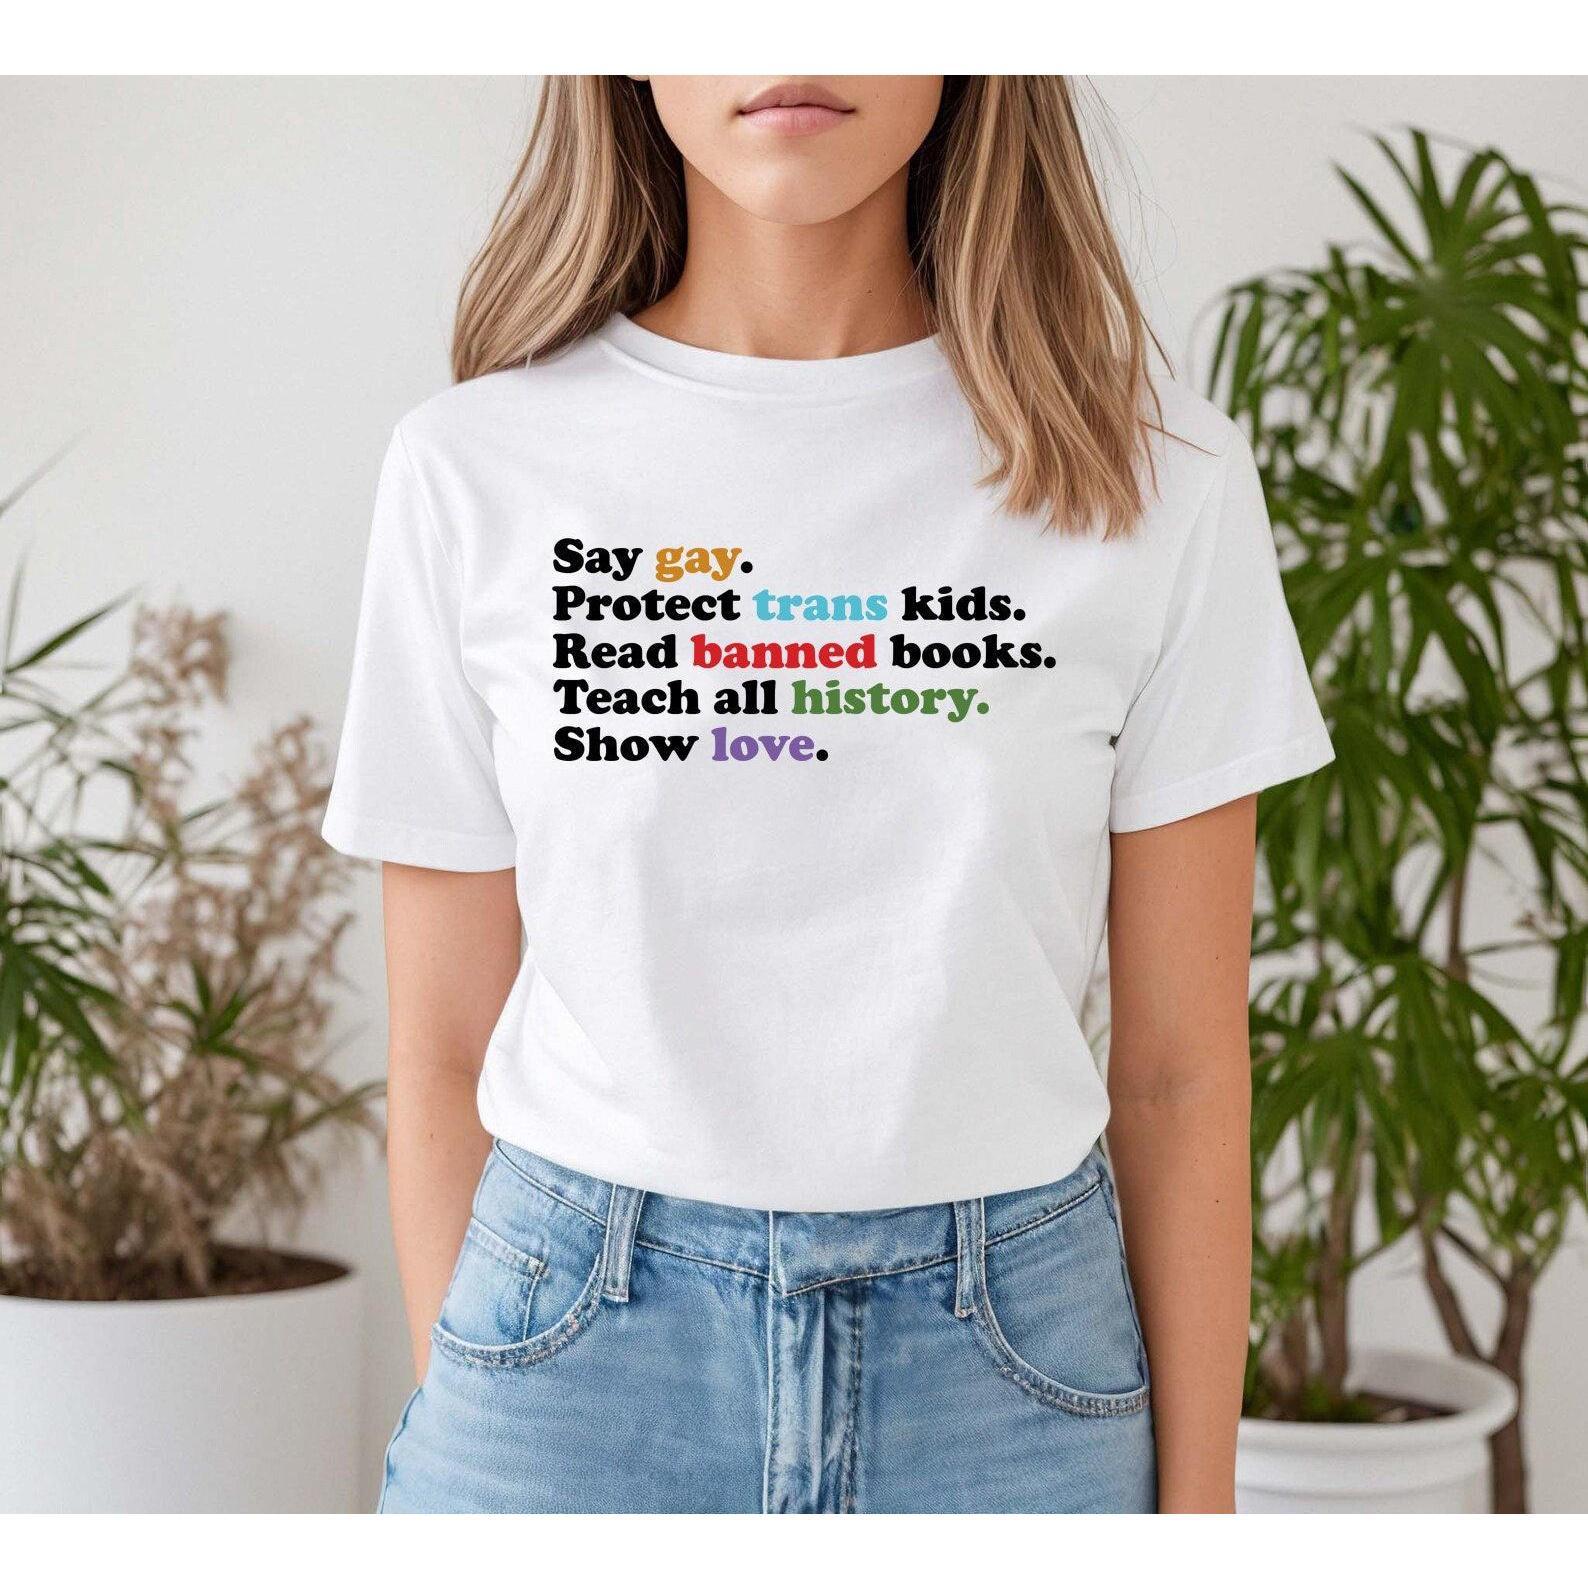 Say gay.
Protect trans kids.
Read banned books.
Teach all history.
Show love.